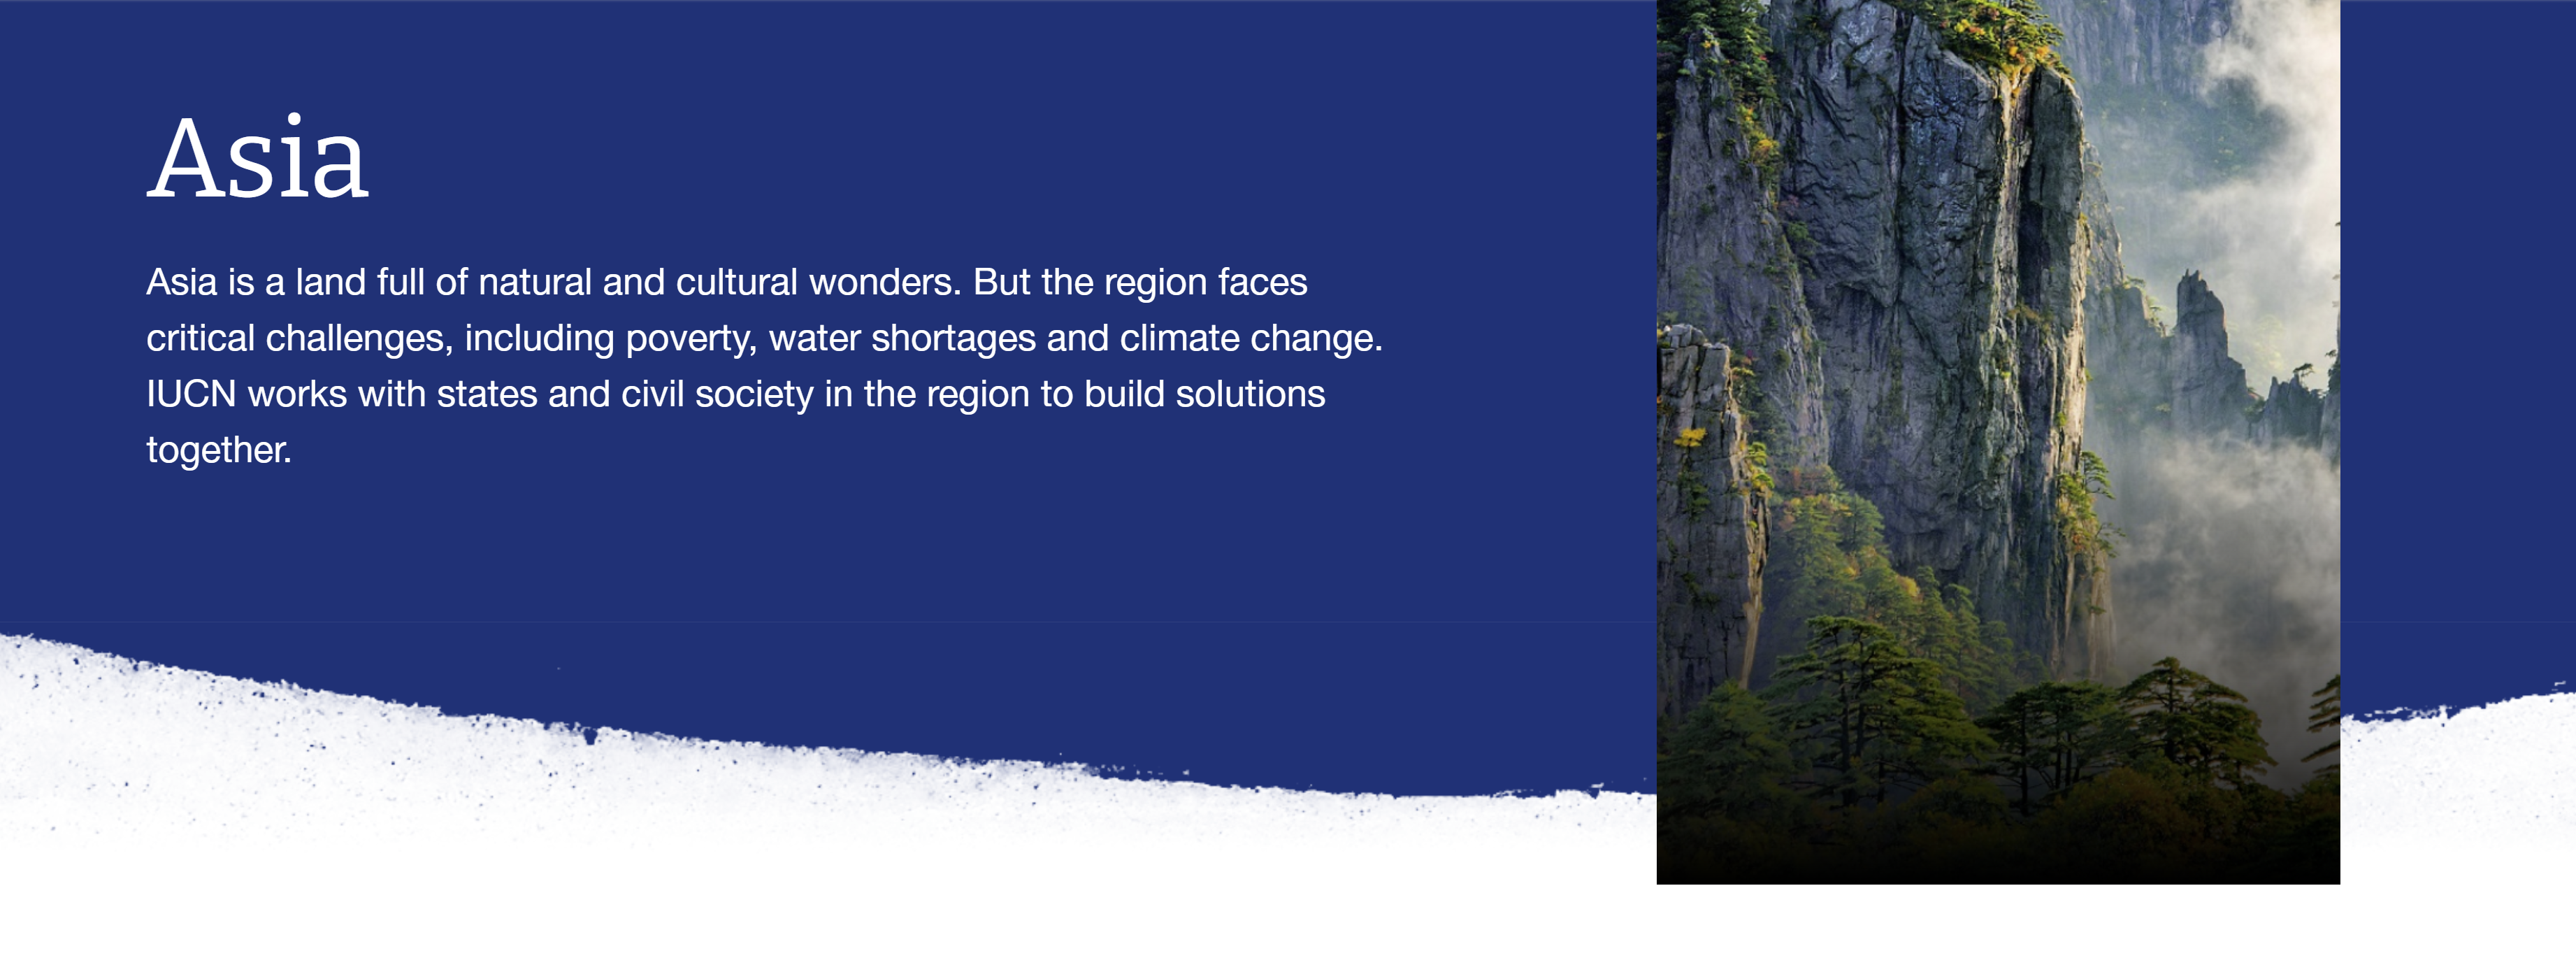 Asia
Asia is a land full of natural and cultural wonders. But the region faces
critical challenges, including poverty, water shortages and climate change.
IUCN works with states and civil society in the region to build solutions
together.